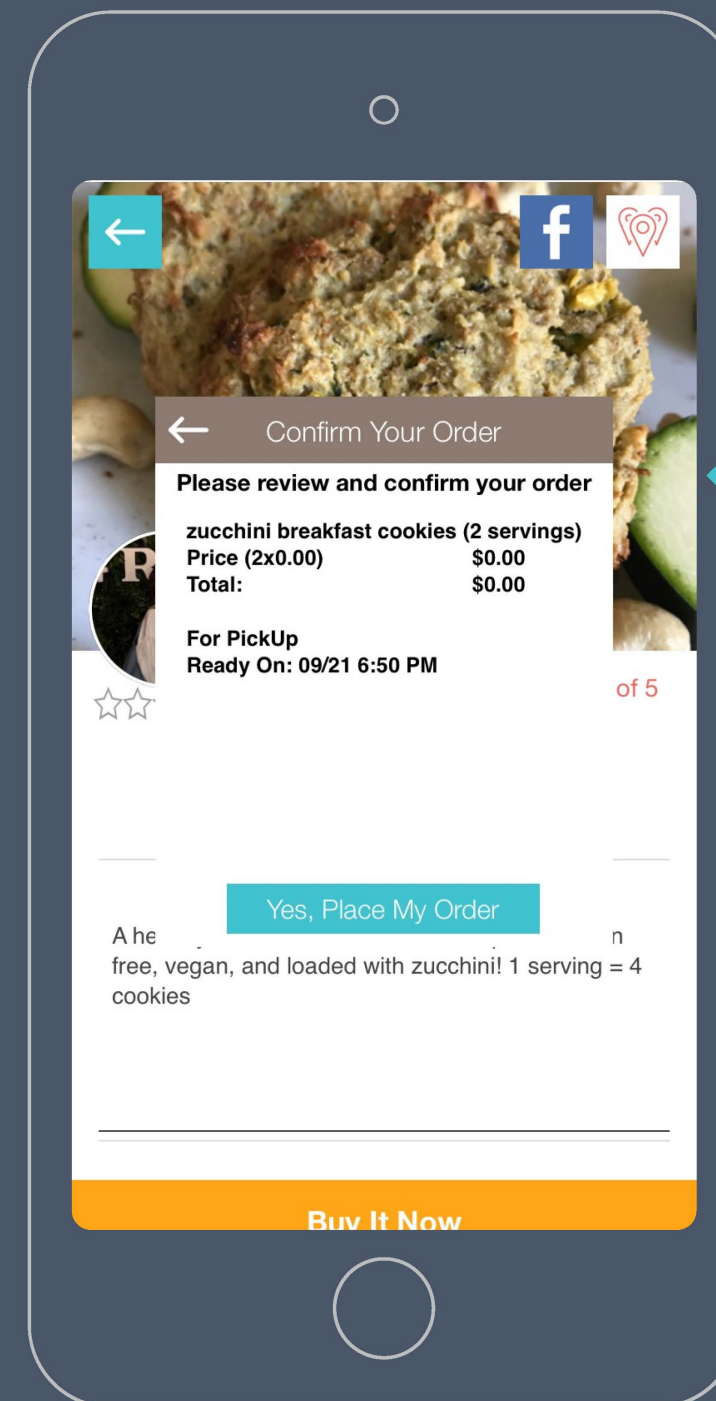 f
R
Confirm Your Order
Please review and confirm your order
zucchini breakfast cookies (2 servings)
Price (2x0.00) $0.00
Total: $0.00
For PickUp
Ready On: 09/21 6:50 PM
of 5
Yes, Place My Order
A he n
free, vegan, and loaded with zucchini! 1 serving = 4
cookies
Buy It Now